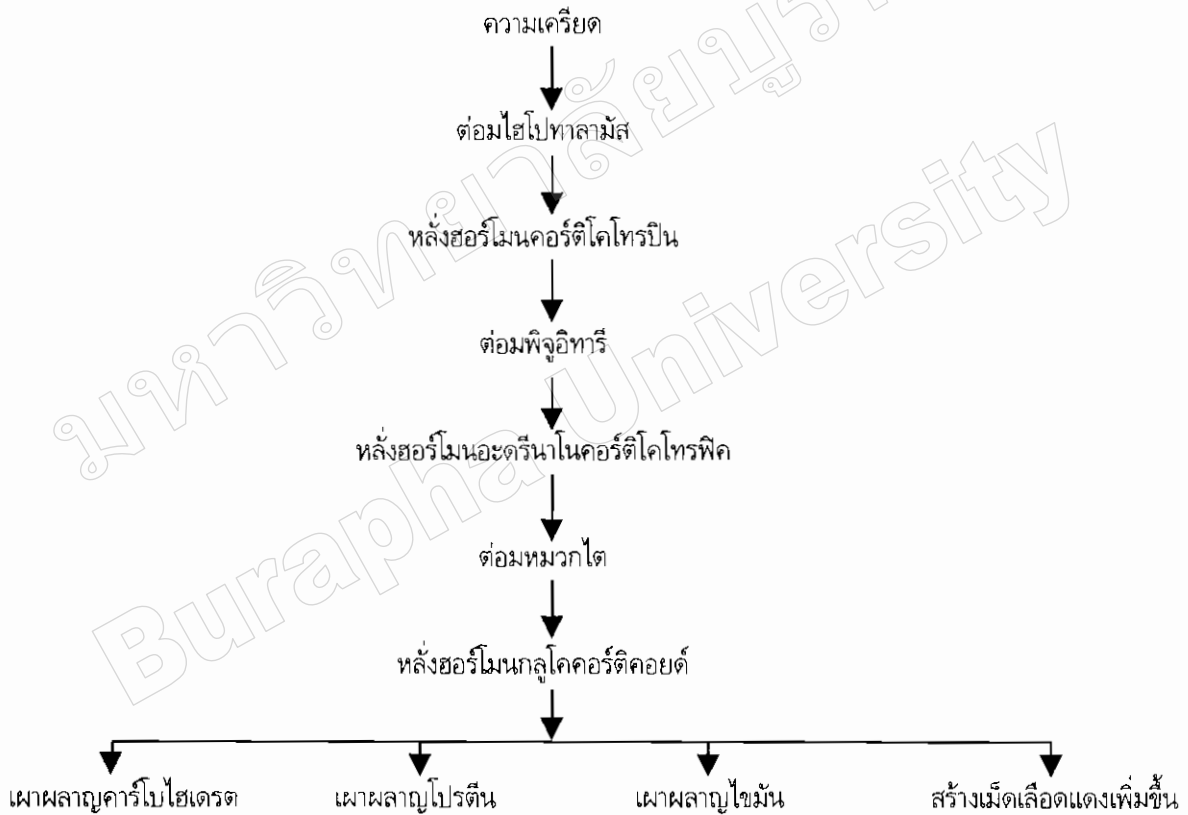 ความเครียด
ต่อมไฮโปทาลามัส
หลั่งฮอร์โมนคอร์ติโคโทรปิน
ต่อมพิจูอิทารี
หลั่งฮอร์โมนอะดรีนาโนคอร์ติโคโทรฟิค
ต่อมหมวกไต
หลั่งฮอร์โมนกลูโคคอร์ติคอยด์
เผาผลาญคาร์โบไฮเดรต เผาผลาญโปรตีน เผาผลาญไขมัน สร้างเม็ดเลือดแดงเพิ่มขึ้น
มหาวิทยาลัยบูร
Burapha University